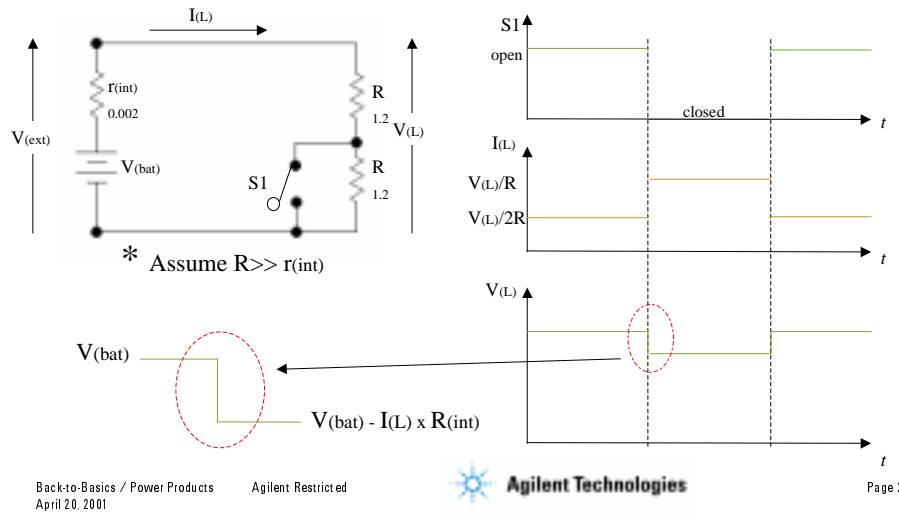 I(L)
r(int)
0.002
V(ext)
V(bat)
S1
R
1.2
V(L)
R
1.2
* Assume R>> r(int)
S1
open
closed
t
I(L)
V(L)/R
V(L)/2R
t
V(L)
t
V(bat)
V(bat) - I(L) x R(int)
Back-to-Basics / Power Products Agilent Restricted
April 20, 2001
Agilent Technologies
Page 2